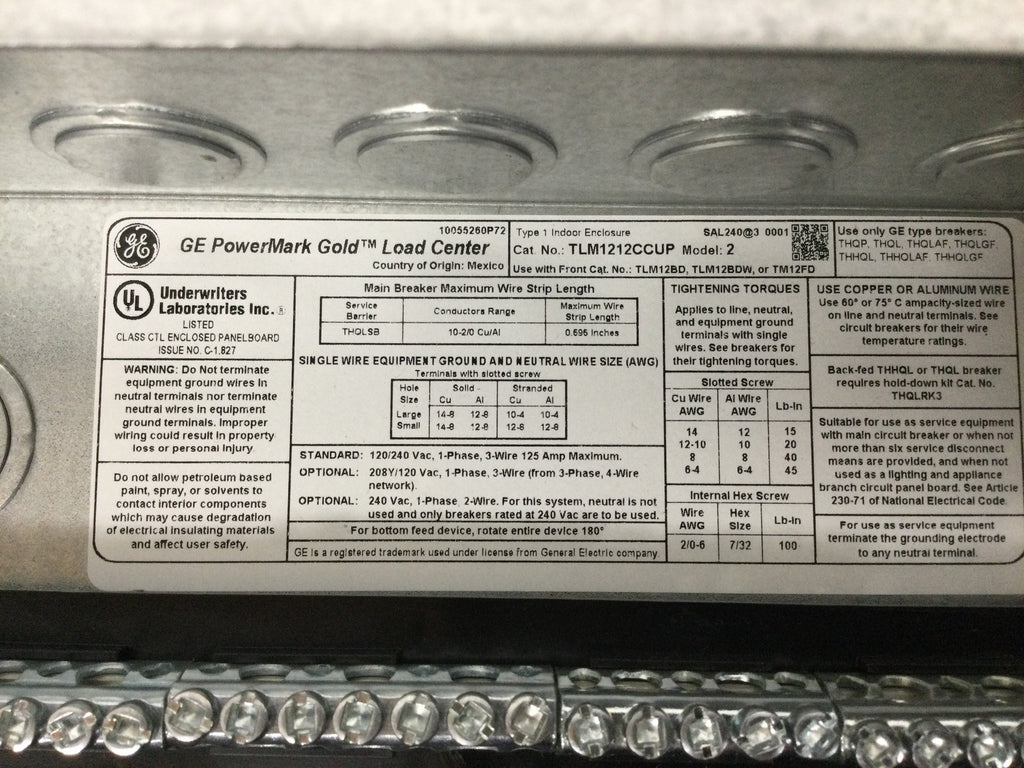 GE
GE PowerMark Gold™ Load Center
10055260P72
Country of Origin: Mexico
Type 1 Indoor Enclosure
SAL240@3 0001
Cat. No.: TLM1212CCUP Model: 2
Use with Front Cat. No.: TLM12BD, TLM12BDW, or TM12FD
Use only GE type breakers:
THQP, THQL, THQLAF, THQLGF
THHQL, THHQLAF, THHQLGF
UL
Underwriters
Laboratories Inc.®
LISTED
CLASS CTL ENCLOSED PANELBOARD
ISSUE NO. C-1,827
WARNING: Do Not terminate
equipment ground wires in
neutral terminals nor terminate
neutral wires in equipment
ground terminals. Improper
wiring could result in property
loss or personal injury.
Do not allow petroleum based
paint, spray, or solvents to
contact interior components
which may cause degradation
of electrical insulating materials
and affect user safety.
Main Breaker Maximum Wire Strip Length
Service Barrier Conductors Range Maximum Wire Strip Length
THQLSB 10-2/0 Cu/Al 0.595 Inches
SINGLE WIRE EQUIPMENT GROUND AND NEUTRAL WIRE SIZE (AWG)
Terminals with slotted screw
Hole Size Solid Stranded
Cu Al Cu Al
Large 14-8 12-8 10-4 10-4
Small 14-8 12-8 12-8 12-8
STANDARD: 120/240 Vac, 1-Phase, 3-Wire 125 Amp Maximum.
OPTIONAL: 208Y/120 Vac, 1-Phase, 3-Wire (from 3-Phase, 4-Wire
network).
OPTIONAL: 240 Vac, 1-Phase, 2-Wire. For this system, neutral is not
used and only breakers rated at 240 Vac are to be used.
For bottom feed device, rotate entire device 180°
GE is a registered trademark used under license from General Electric company.
TIGHTENING TORQUES
Applies to line, neutral,
and equipment ground
terminals with single
wires. See breakers for
their tightening torques.
Slotted Screw
Cu Wire AWG Al Wire AWG Lb-In
14 12 15
12-10 10 20
8 8 40
6-4 6-4 45
Internal Hex Screw
Wire AWG Hex Size Lb-In
2/0-6 7/32 100
USE COPPER OR ALUMINUM WIRE
Use 60° or 75° C ampacity-sized wire
on line and neutral terminals. See
circuit breakers for their wire
temperature ratings.
Back-fed THHQL or THQL breaker
requires hold-down kit Cat. No.
THQLRK3
Suitable for use as service equipment
with main circuit breaker or when not
more than six service disconnect
means are provided, and when not
used as a lighting and appliance
branch circuit panel board. See Article
230-71 of National Electrical Code.
For use as service equipment
terminate the grounding electrode
to any neutral terminal.